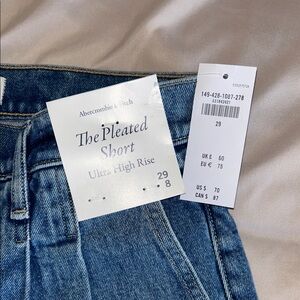 Abercrombie & Fitch
The Pleated
Short
Ultra High Rise
29
8
149-428-1001-278
29
UK £ 60
EU € 75
US $ 70
CAN $ 87